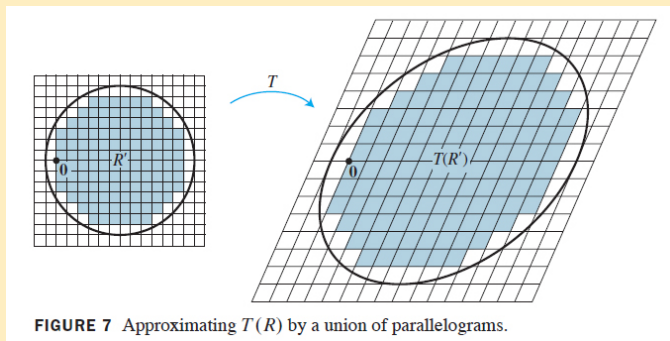 T
R'
0
T(R')
0
FIGURE 7 Approximating T(R) by a union of parallelograms.